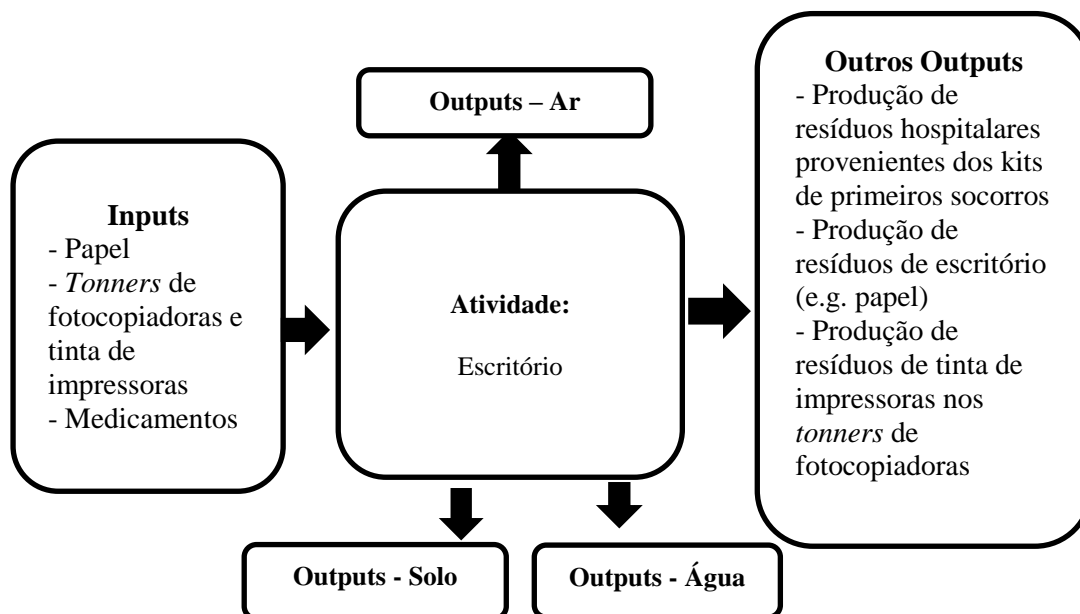 Inputs
- Papel
- Tonners de
fotocopiadoras e
tinta de
impressoras
- Medicamentos
Outputs – Ar
Atividade:
Escritório
Outputs - Solo
Outputs - Água
Outros Outputs
- Produção de
resíduos hospitalares
provenientes dos kits
de primeiros socorros
- Produção de
resíduos de escritório
(e.g. papel)
- Produção de
resíduos de tinta de
impressoras nos
tonners de
fotocopiadoras